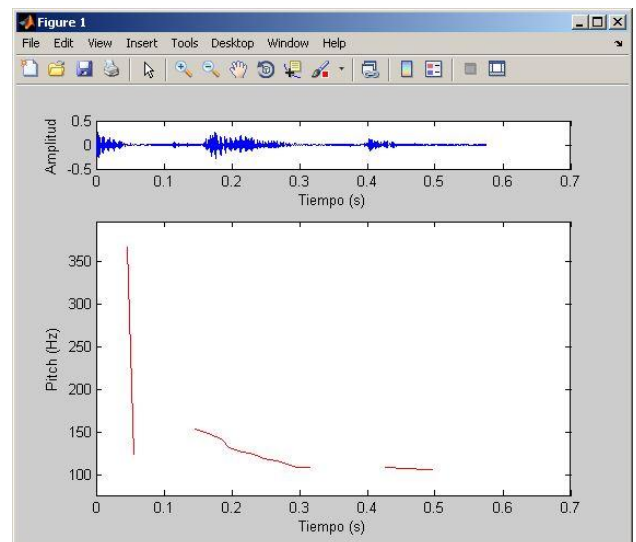 Figure 1
File Edit View Insert Tools Desktop Window Help
0.5
0
-0.5
Amplitud
0 0.1 0.2 0.3 0.4 0.5 0.6 0.7
Tiempo (s)
350
300
250
200
150
100
Pitch (Hz)
0 0.1 0.2 0.3 0.4 0.5 0.6 0.7
Tiempo (s)